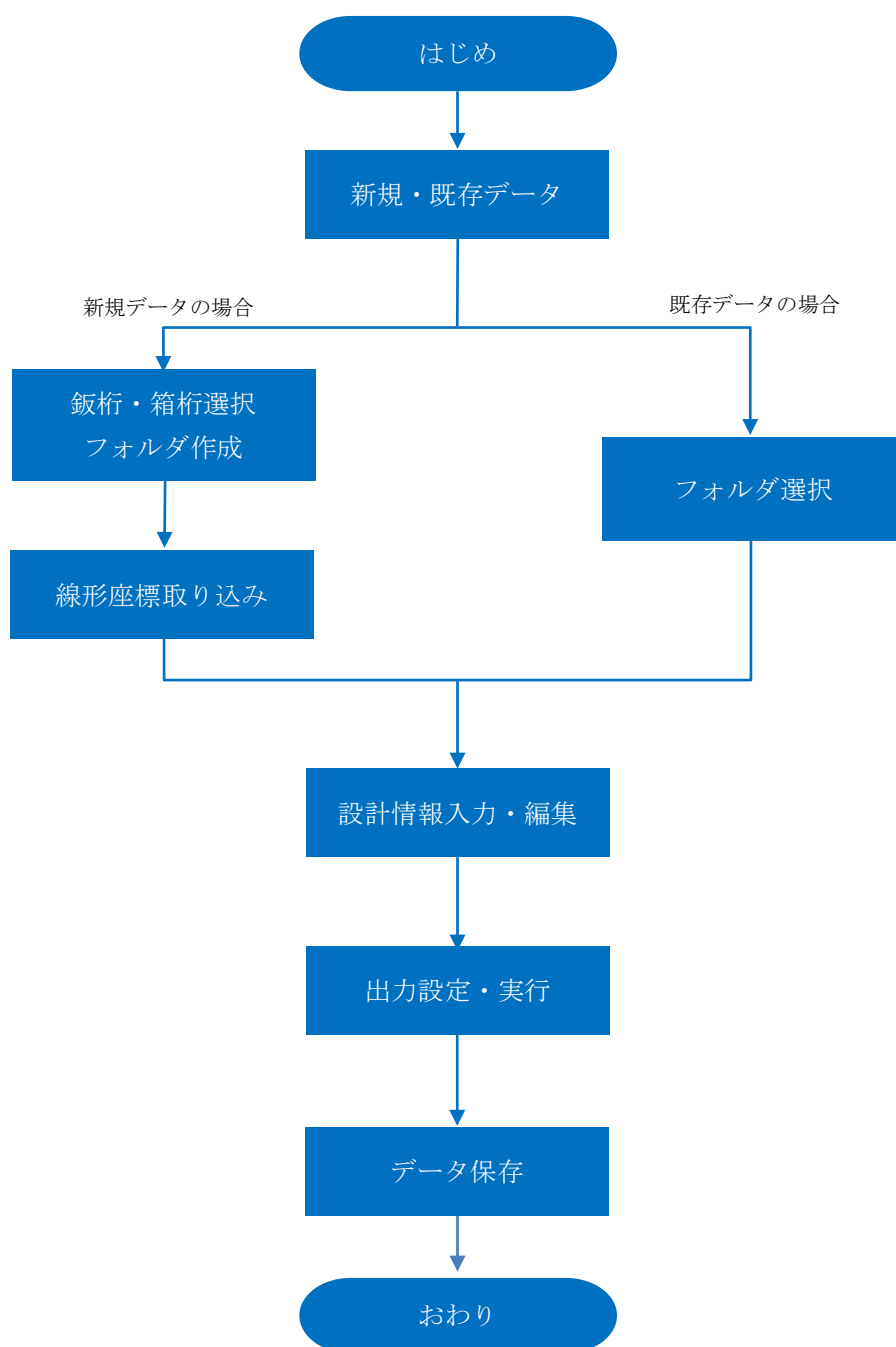 はじめ
新規・既存データ
新規データの場合
既存データの場合
鈑桁・箱桁選択
フォルダ作成
フォルダ選択
線形座標取り込み
設計情報入力・編集
出力設定・実行
データ保存
おわり